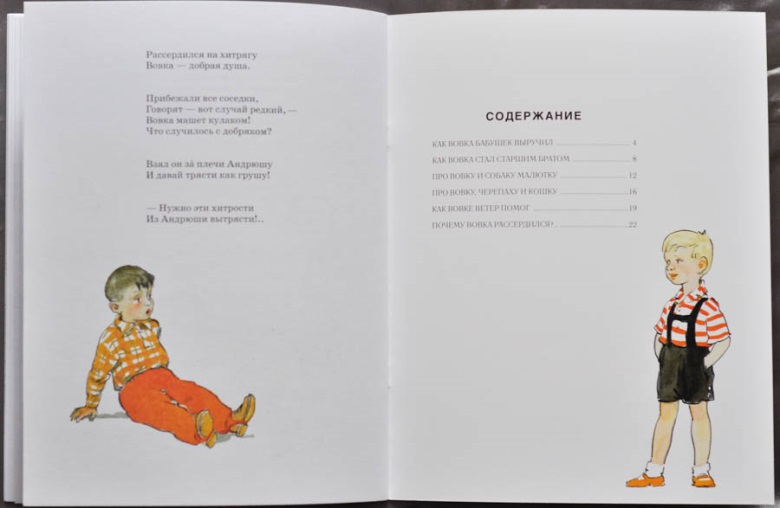 Рассердился на хитрягу
Вовка — добрая душа.
Прибежали все соседки,
Говорят — вот случай редкий, —
Вовка машет кулаком!
Что случилось с добряком?
Взял он за́ плечи Андрюшу
И давай трясти как грушу!
— Нужно эти хитрости
Из Андрюши вытрясти!..
СОДЕРЖАНИЕ
КАК ВОВКА БАБУШЕК ВЫРУЧИЛ 4
КАК ВОВКА СТАЛ СТАРШИМ БРАТОМ 8
ПРО ВОВКУ И СОБАКУ МАЛЮТКУ 12
ПРО ВОВКУ, ЧЕРЕПАХУ И КОШКУ 16
КАК ВОВКЕ ВЕТЕР ПОМОГ 19
ПОЧЕМУ ВОВКА РАССЕРДИЛСЯ? 22